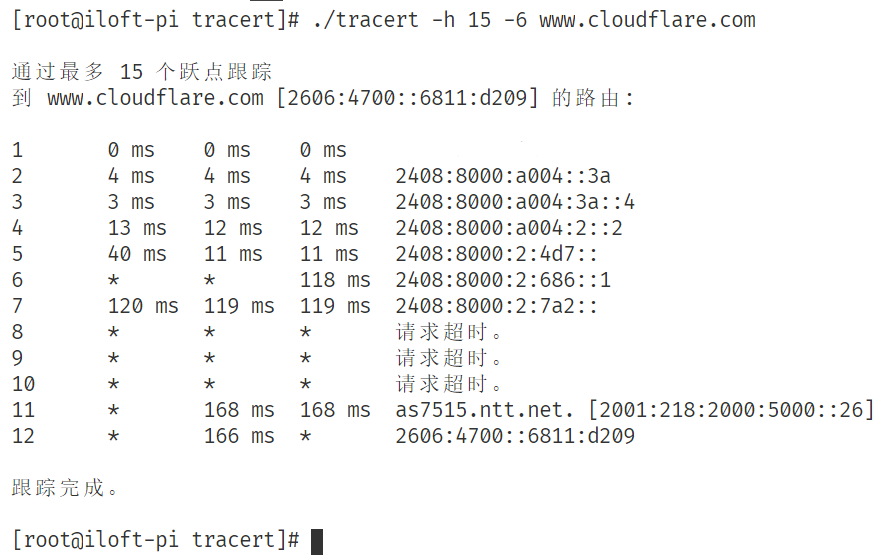 [root@iloft-pi tracert]# ./tracert -h 15 -6 www.cloudflare.com
通过最多 15 个跃点跟踪
到 www.cloudflare.com [2606:4700::6811:d209] 的路由:
1 0 ms 0 ms 0 ms
2 4 ms 4 ms 4 ms 2408:8000:a004::3a
3 3 ms 3 ms 3 ms 2408:8000:a004:3a::4
4 13 ms 12 ms 12 ms 2408:8000:a004:2::2
5 40 ms 11 ms 11 ms 2408:8000:2:4d7::
6 * * 118 ms 2408:8000:2:686::1
7 120 ms 119 ms 119 ms 2408:8000:2:7a2::
8 * * * 请求超时。
9 * * * 请求超时。
10 * * * 请求超时。
11 * 168 ms 168 ms as7515.ntt.net. [2001:218:2000:5000::26]
12 * 166 ms * 2606:4700::6811:d209
跟踪完成。
[root@iloft-pi tracert]#